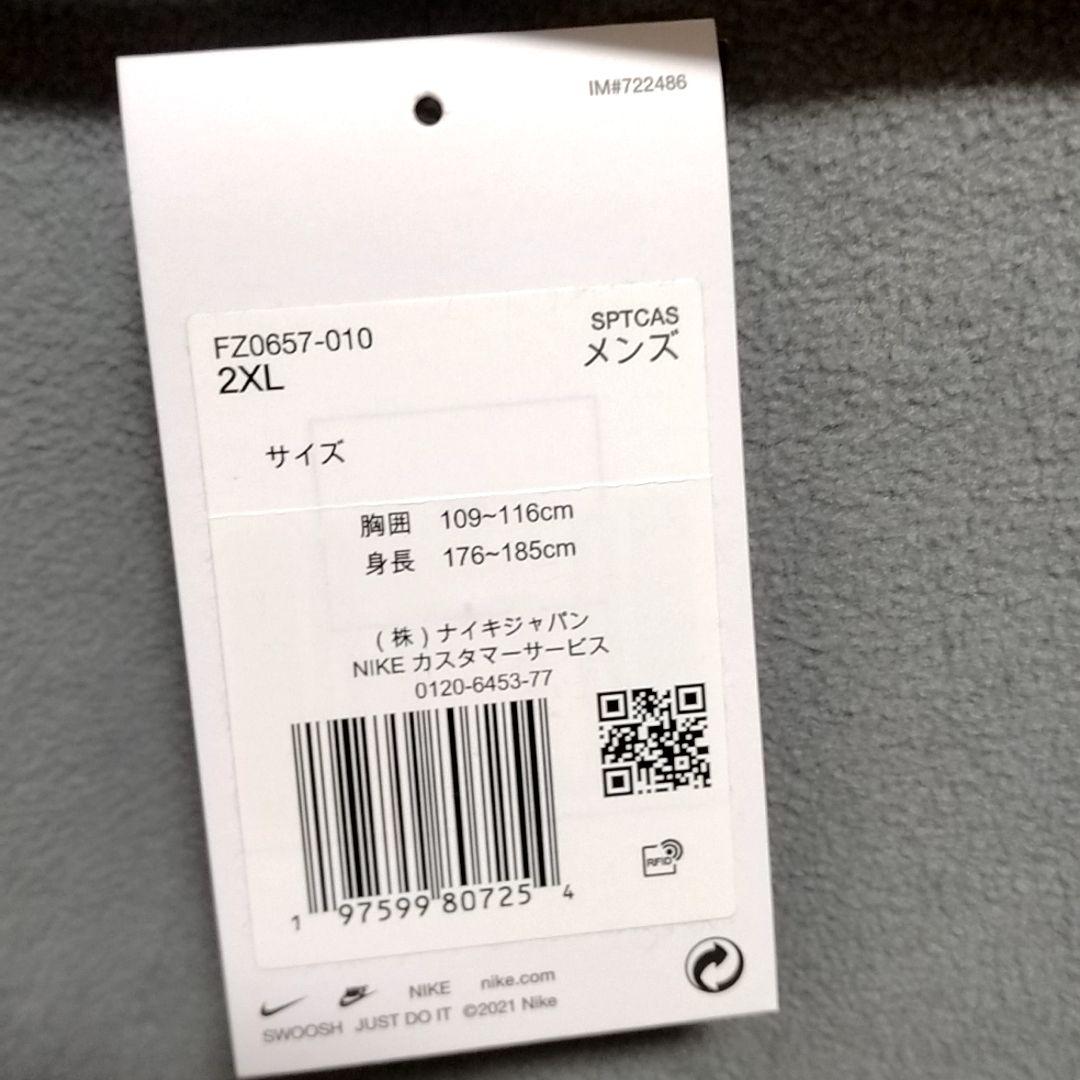 IM#722486
FZ0657-010
SPTCAS
2XL
メンズ
サイズ
胸囲 109~116cm
身長 176~185cm
(株)ナイキジャパン
NIKE カスタマーサービス
0120-6453-77
RFID
1 97599 80725 4
NIKE nike.com
SWOOSH JUST DO IT ©2021 Nike